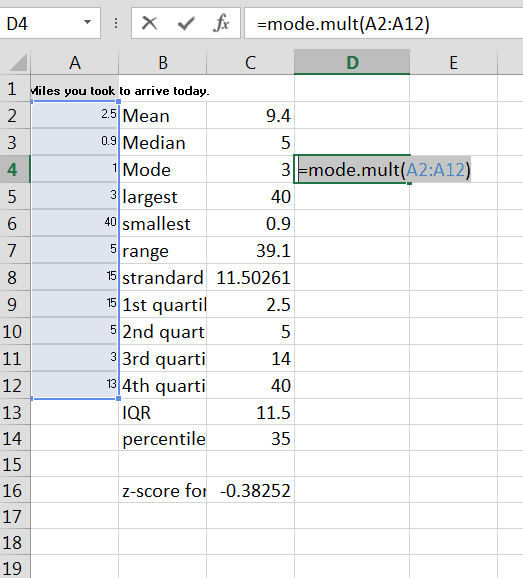 D4 fx =mode.mult(A2:A12)
A B C D E
1 Miles you took to arrive today.
2 2.5 Mean 9.4
3 0.9 Median 5
4 1 Mode 3 =mode.mult(A2:A12)
5 3 largest 40
6 40 smallest 0.9
7 5 range 39.1
8 15 strandard 11.50261
9 15 1st quartil 2.5
10 5 2nd quart 5
11 3 3rd quarti 14
12 13 4th quarti 40
13 IQR 11.5
14 percentile 35
15
16 z-score for -0.38252
17
18
19